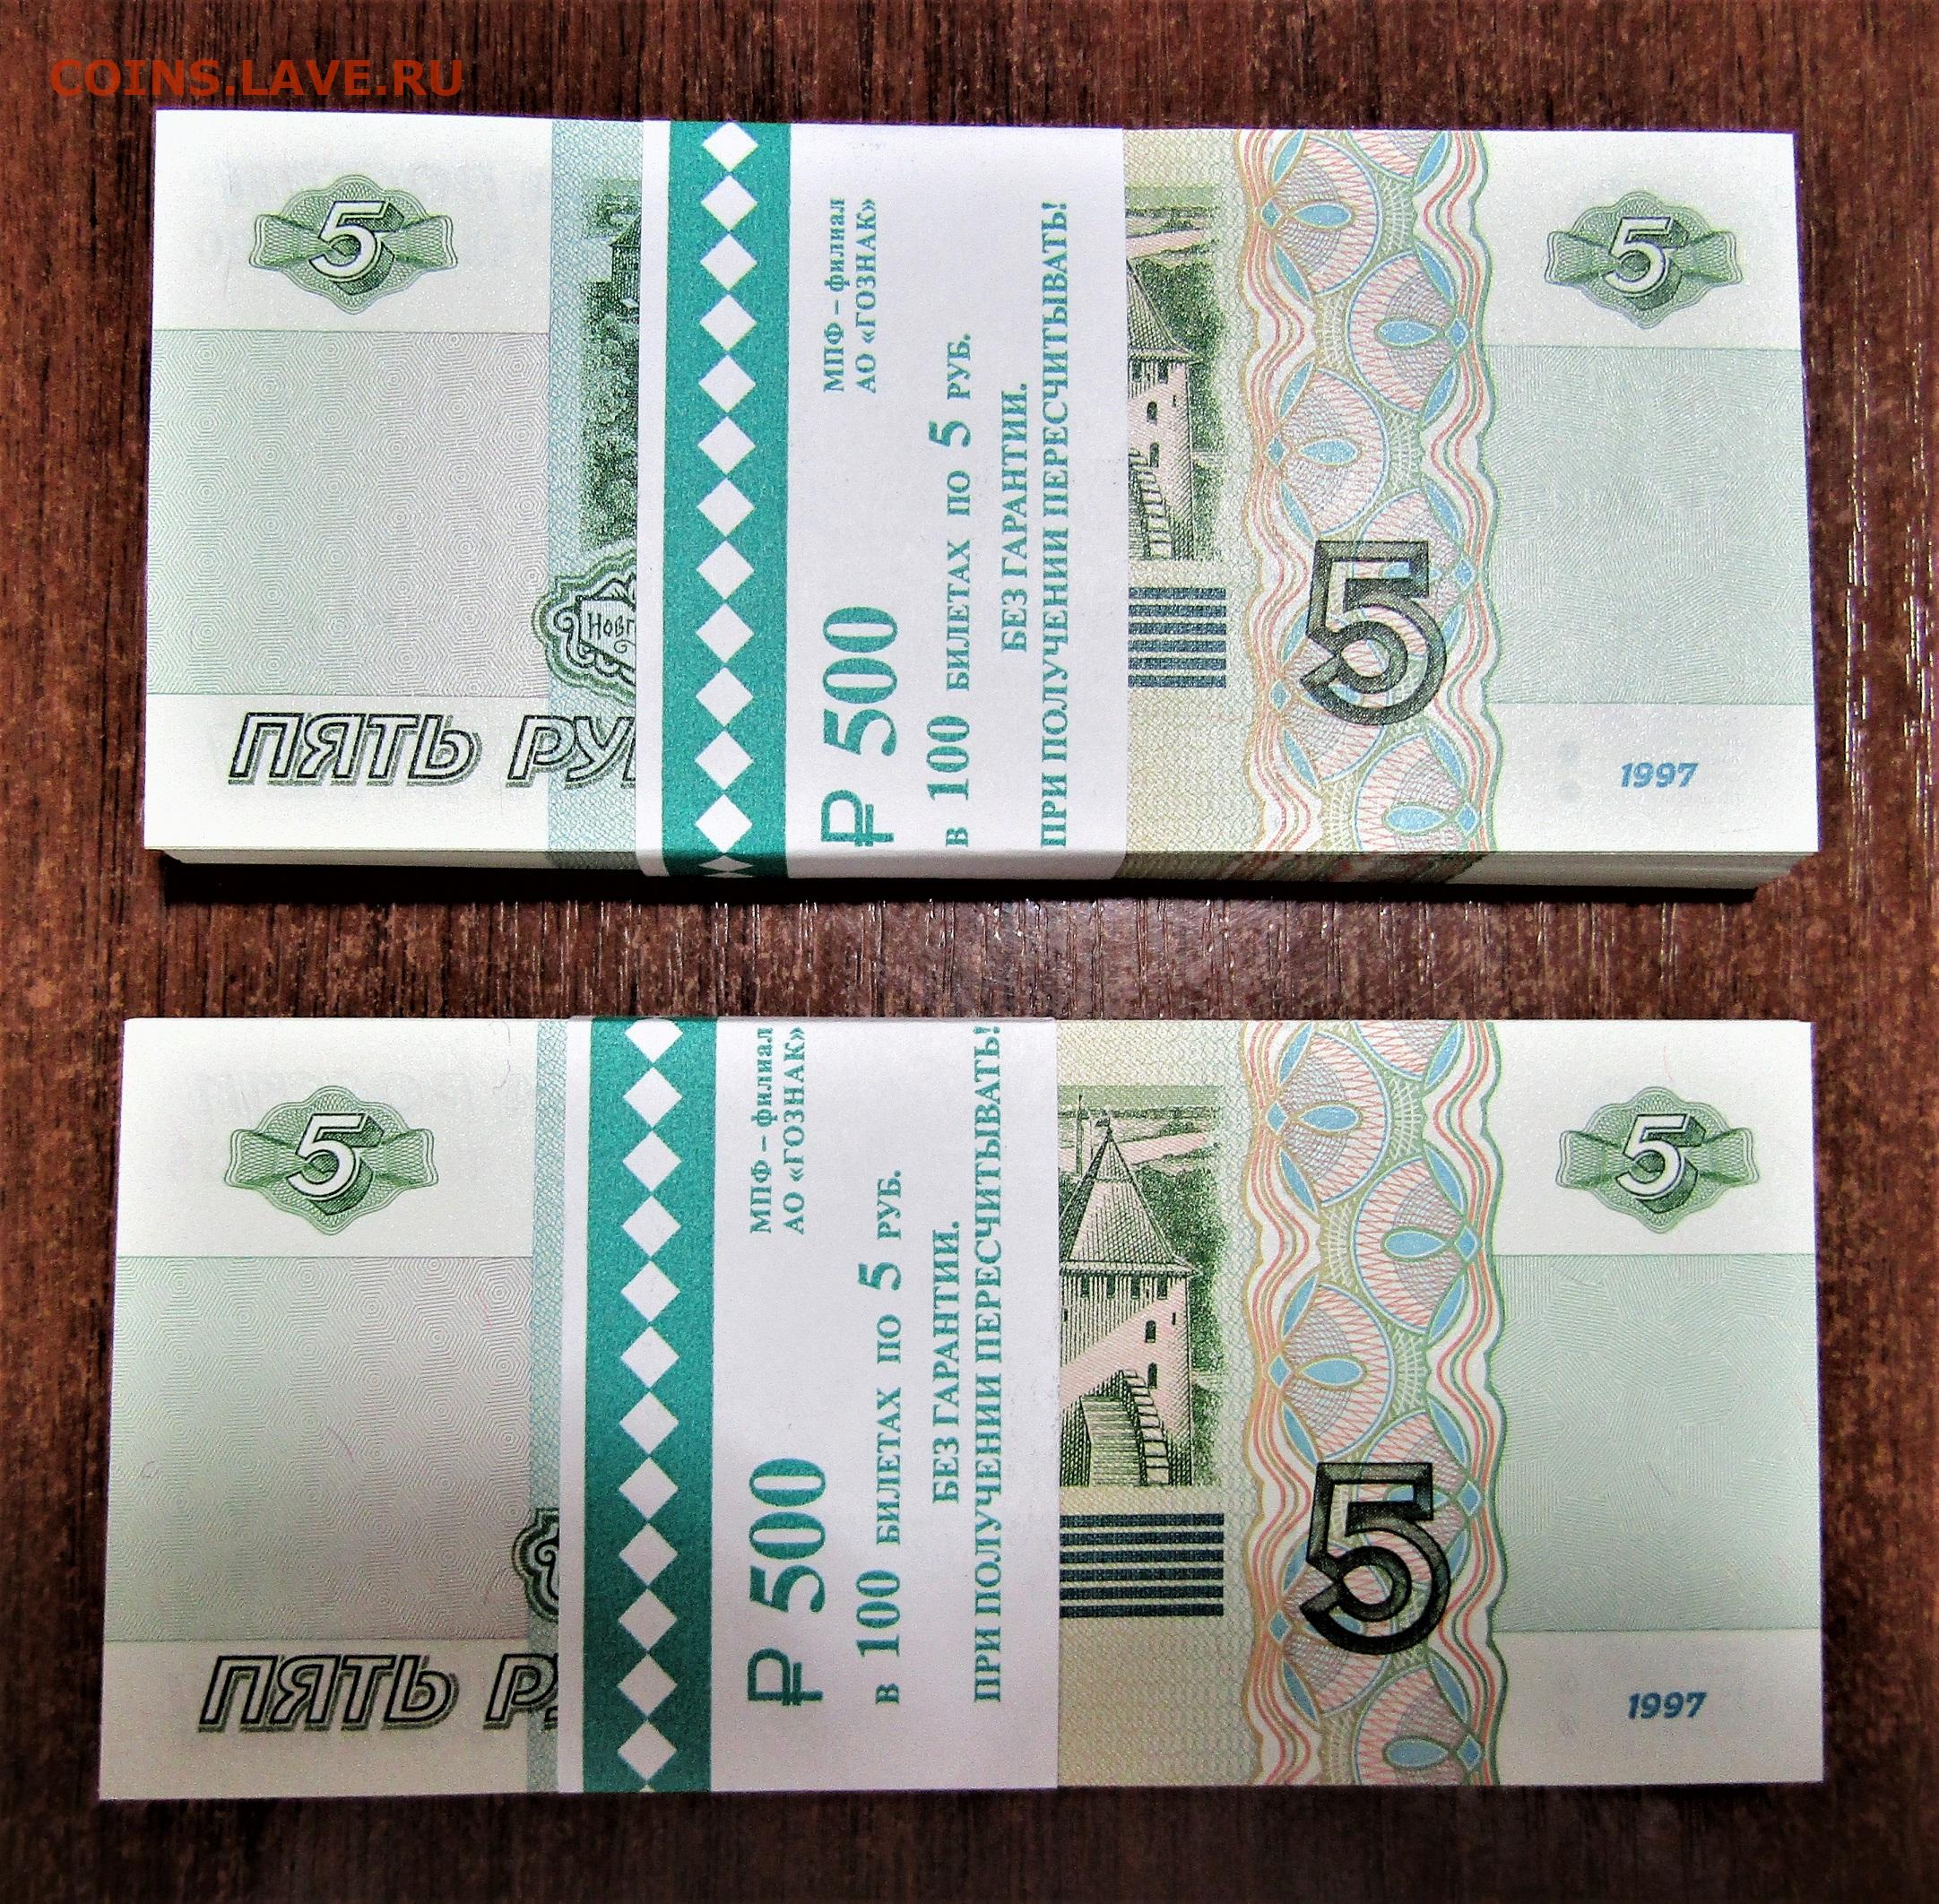 COINS.LAVE.RU
5
ПЯТЬ РУ
Новг
МПФ – филиал
АО «ГОЗНАК»
₽ 500
в 100 БИЛЕТАХ ПО 5 РУБ.
БЕЗ ГАРАНТИИ.
ПРИ ПОЛУЧЕНИИ ПЕРЕСЧИТЫВАТЬ!
5
5
1997
5
ПЯТЬ Р
МПФ – филиал
АО «ГОЗНАК»
₽ 500
в 100 БИЛЕТАХ ПО 5 РУБ.
БЕЗ ГАРАНТИИ.
ПРИ ПОЛУЧЕНИИ ПЕРЕСЧИТЫВАТЬ!
5
5
1997